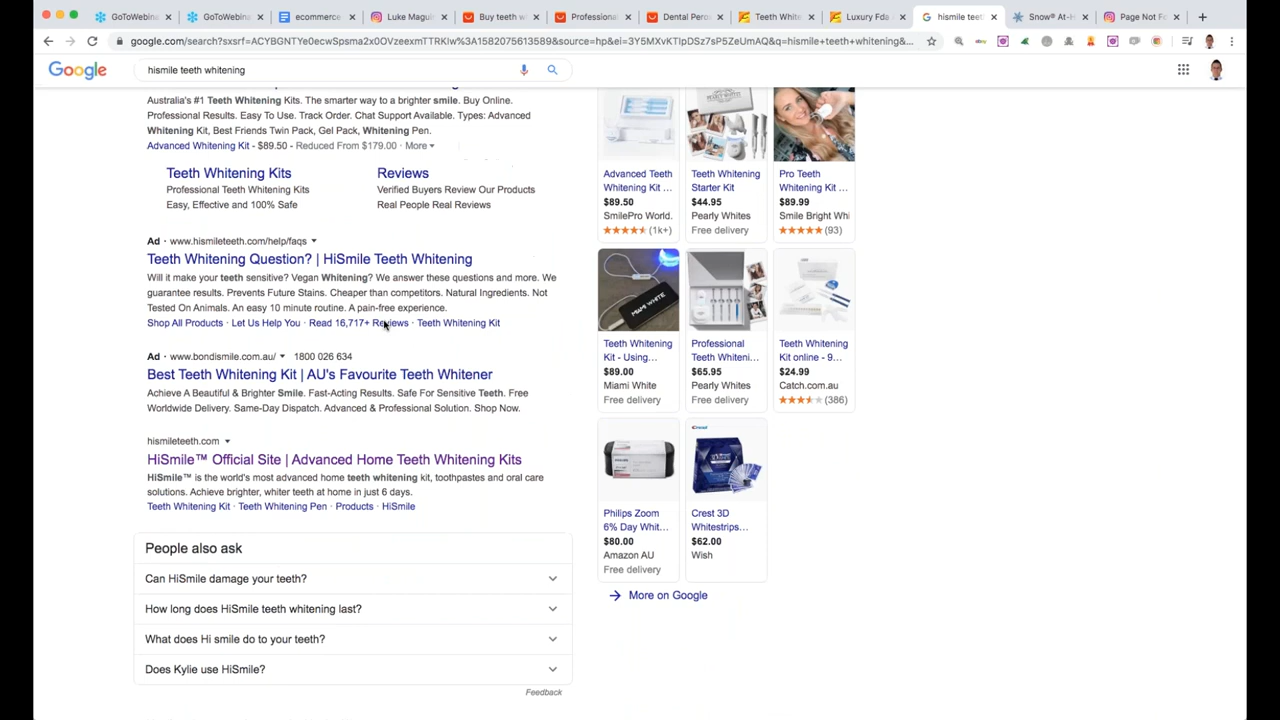 GoToWebina
GoToWebina
ecommerce
Luke Magui
Buy teeth w
Professiona
Dental Pero
Teeth White
Luxury Fda
hismile teet
Snow® At-H
Page Not Fo
google.com/search?sxsrf=ACYBGNTYe0ecwSpsma2x0OVzeexmTTRKIw%3A1582075613589&source=hp&ei=3Y5MXvKTIpDSz7sP5ZeUmAQ&q=hismile+teeth+whitening&...
Google
hismile teeth whitening
Australia's #1 Teeth Whitening Kits. The smarter way to a brighter smile. Buy Online.
Professional Results. Easy To Use. Track Order. Chat Support Available. Types: Advanced
Whitening Kit, Best Friends Twin Pack, Gel Pack, Whitening Pen.
Advanced Whitening Kit - $89.50 - Reduced From $179.00 · More
Teeth Whitening Kits
Professional Teeth Whitening Kits
Easy, Effective and 100% Safe
Reviews
Verified Buyers Review Our Products
Real People Real Reviews
Ad · www.hismileteeth.com/help/faqs
Teeth Whitening Question? | HiSmile Teeth Whitening
Will it make your teeth sensitive? Vegan Whitening? We answer these questions and more. We
guarantee results. Prevents Future Stains. Cheaper than competitors. Natural Ingredients. Not
Tested On Animals. An easy 10 minute routine. A pain-free experience.
Shop All Products · Let Us Help You · Read 16,717+ Reviews · Teeth Whitening Kit
Ad · www.bondismile.com.au/ 1800 026 634
Best Teeth Whitening Kit | AU's Favourite Teeth Whitener
Achieve A Beautiful & Brighter Smile. Fast-Acting Results. Safe For Sensitive Teeth. Free
Worldwide Delivery. Same-Day Dispatch. Advanced & Professional Solution. Shop Now.
hismileteeth.com
HiSmile™ Official Site | Advanced Home Teeth Whitening Kits
HiSmile™ is the world's most advanced home teeth whitening kit, toothpastes and oral care
solutions. Achieve brighter, whiter teeth at home in just 6 days.
Teeth Whitening Kit · Teeth Whitening Pen · Products · HiSmile
People also ask
Can HiSmile damage your teeth?
How long does HiSmile teeth whitening last?
What does Hi smile do to your teeth?
Does Kylie use HiSmile?
Feedback
Advanced Teeth
Whitening Kit ...
$89.50
SmilePro World.
(1k+)
Teeth Whitening
Starter Kit
$44.95
Pearly Whites
Free delivery
Pro Teeth
Whitening Kit ...
$89.99
Smile Bright Whi
(93)
MIAMI WHITE
Teeth Whitening
Kit - Using...
$89.00
Miami White
Free delivery
Professional
Teeth Whiteni...
$65.95
Pearly Whites
Free delivery
Teeth Whitening
Kit online - 9...
$24.99
Catch.com.au
(386)
Philips Zoom
6% Day Whit...
$80.00
Amazon AU
Free delivery
Crest 3D
Whitestrips...
$62.00
Wish
More on Google